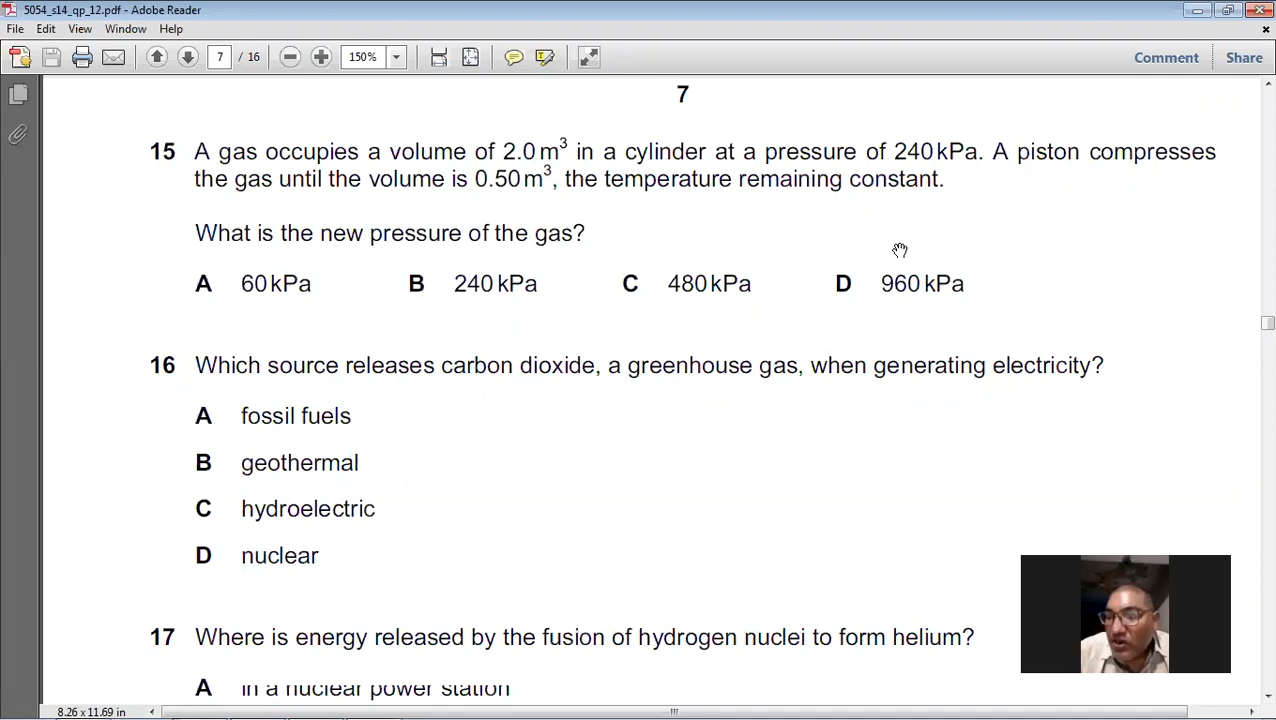 5054_s14_qp_12.pdf - Adobe Reader
File Edit View Window Help
7 / 16 150% Comment Share
7
15 A gas occupies a volume of 2.0 m³ in a cylinder at a pressure of 240 kPa. A piston compresses
the gas until the volume is 0.50 m³, the temperature remaining constant.
What is the new pressure of the gas?
A 60 kPa B 240 kPa C 480 kPa D 960 kPa
16 Which source releases carbon dioxide, a greenhouse gas, when generating electricity?
A fossil fuels
B geothermal
C hydroelectric
D nuclear
17 Where is energy released by the fusion of hydrogen nuclei to form helium?
A in a nuclear power station
8.26 x 11.69 in